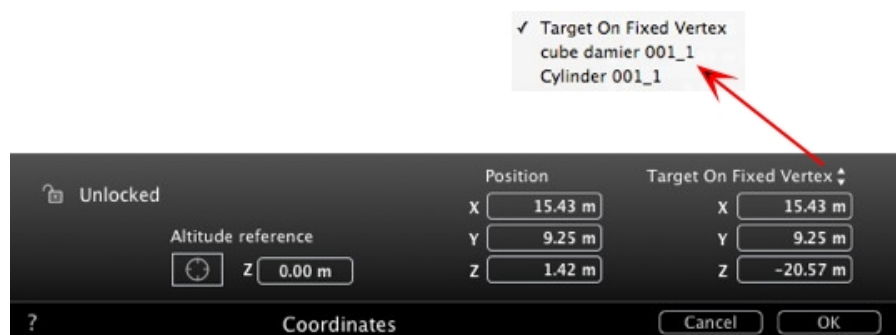 ✓ Target On Fixed Vertex
cube damier 001_1
Cylinder 001_1
Position Target On Fixed Vertex
Unlocked
X 15.43 m X 15.43 m
Altitude reference Y 9.25 m Y 9.25 m
Z 0.00 m Z 1.42 m Z -20.57 m
? Coordinates Cancel OK